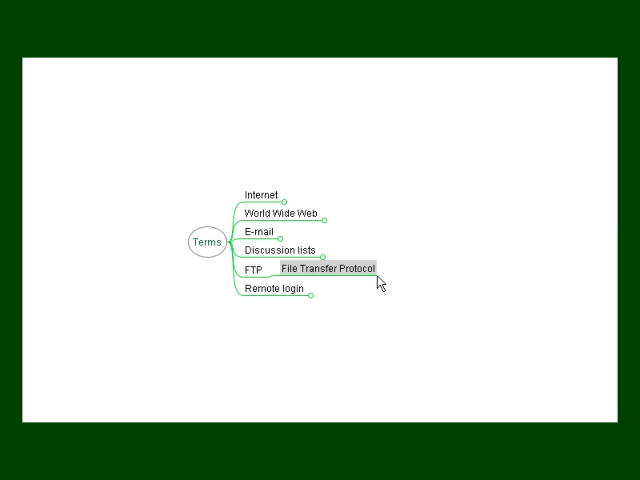 Terms
Internet
World Wide Web
E-mail
Discussion lists
FTP File Transfer Protocol
Remote login